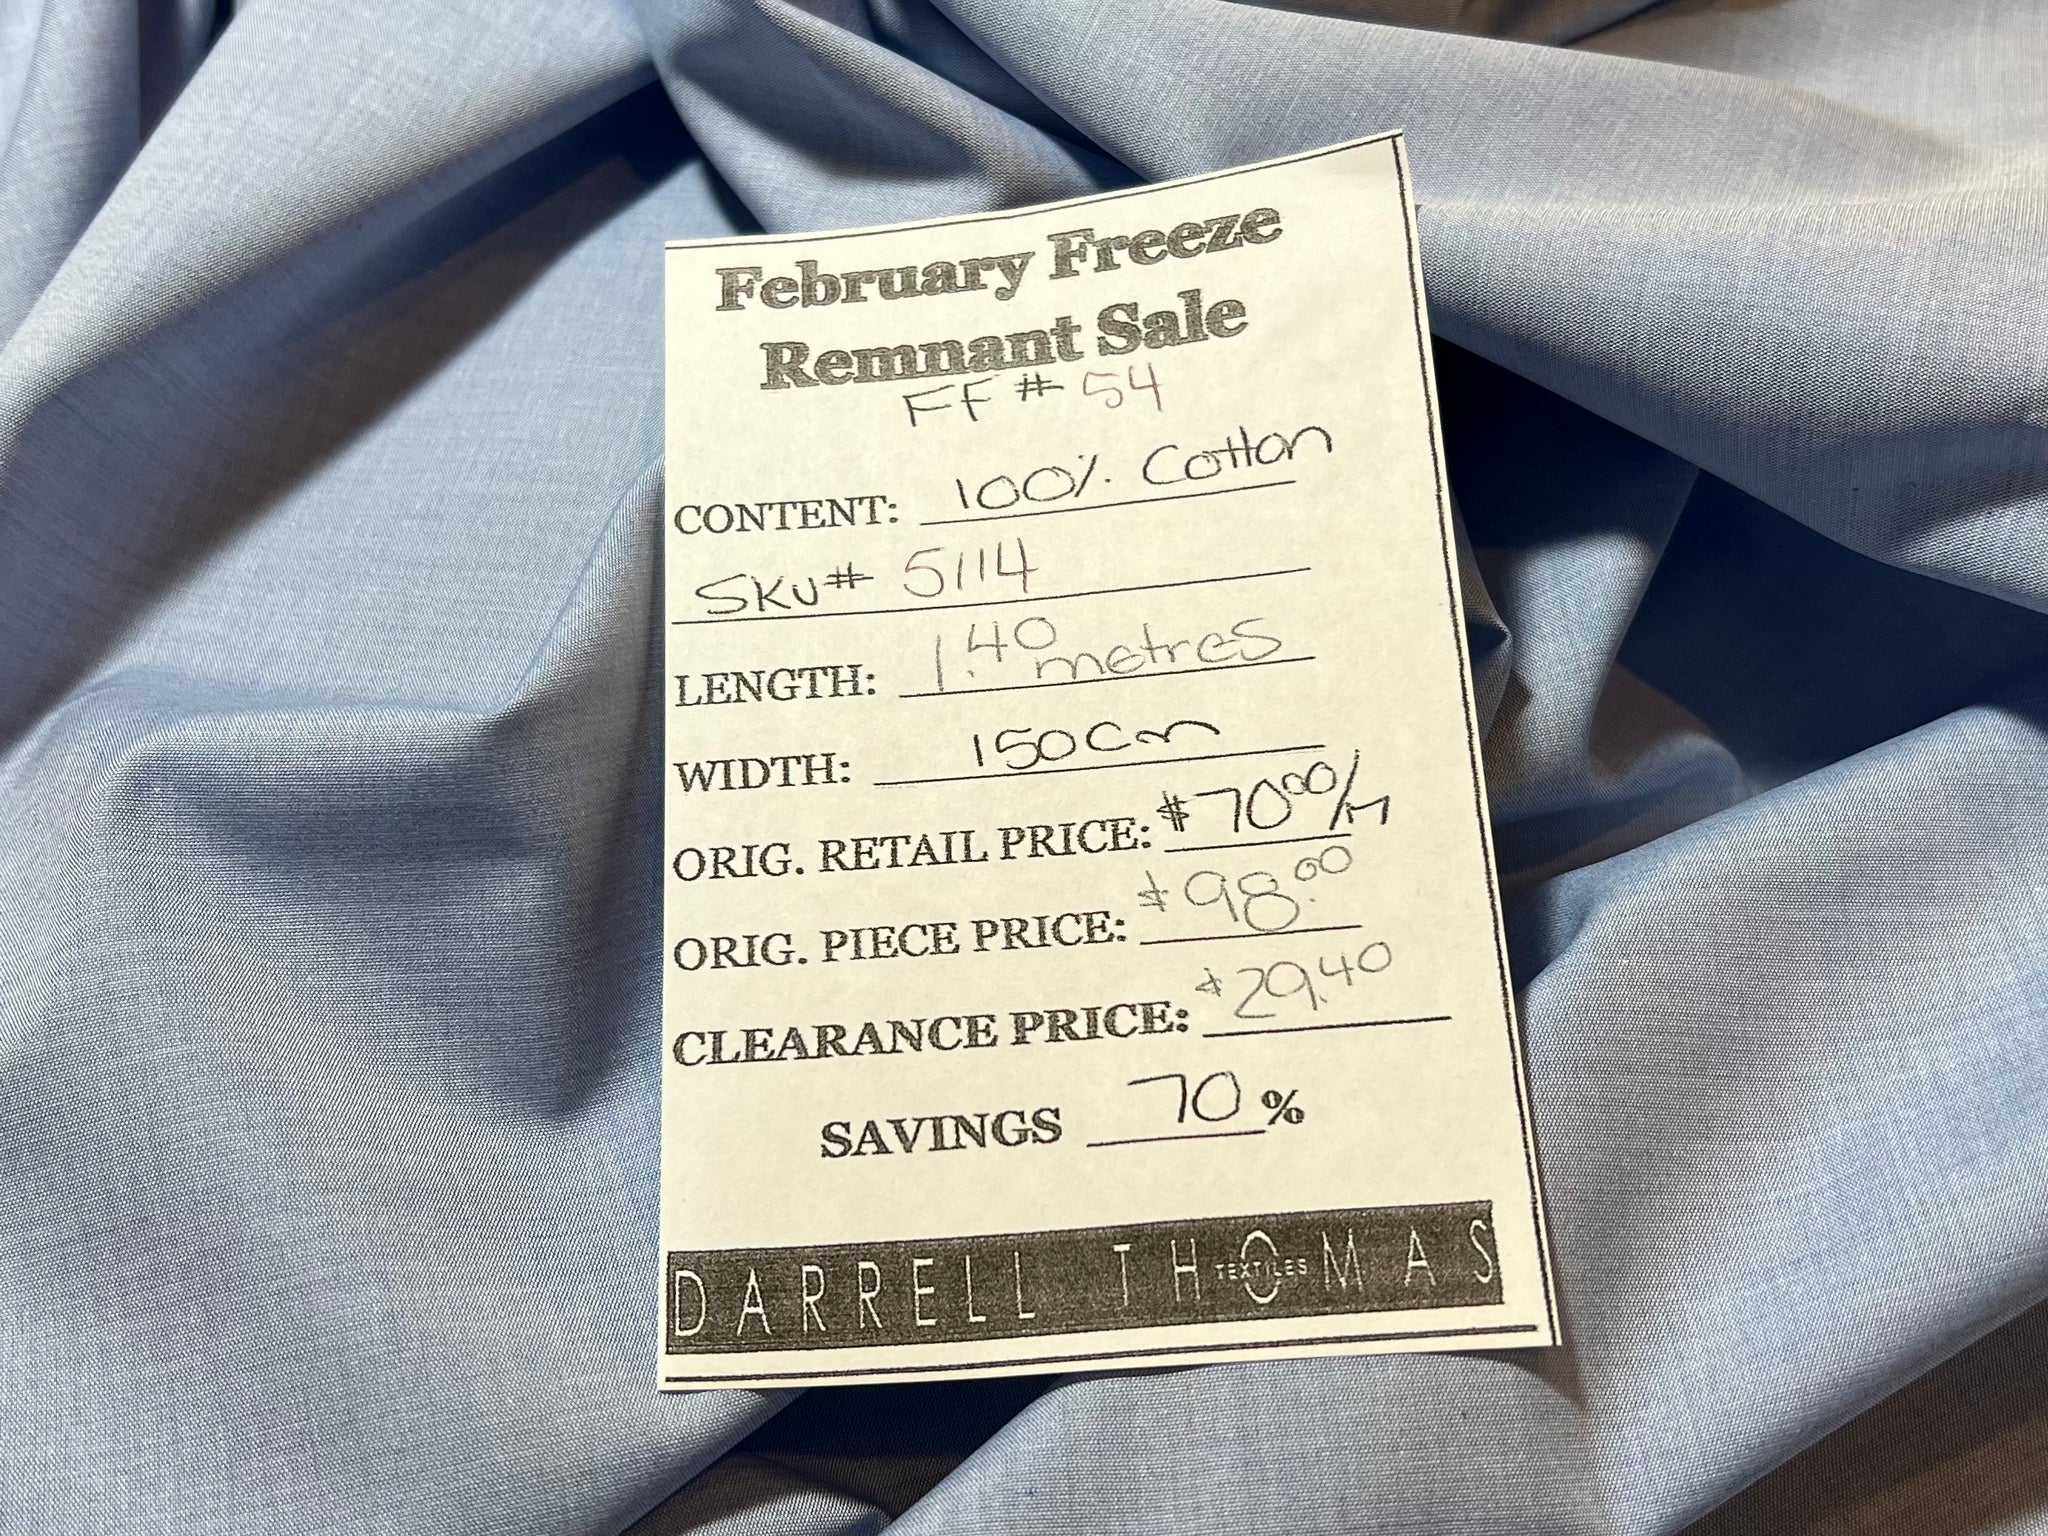 February Freeze
Remnant Sale
FF # 54
CONTENT: 100% Cotton
SKU# 5114
LENGTH: 1.40 metres
WIDTH: 150cm
ORIG. RETAIL PRICE: $70.00/m
ORIG. PIECE PRICE: $98.00
CLEARANCE PRICE: $29.40
SAVINGS 70 %
DARRELL THOMAS
TEXTILES